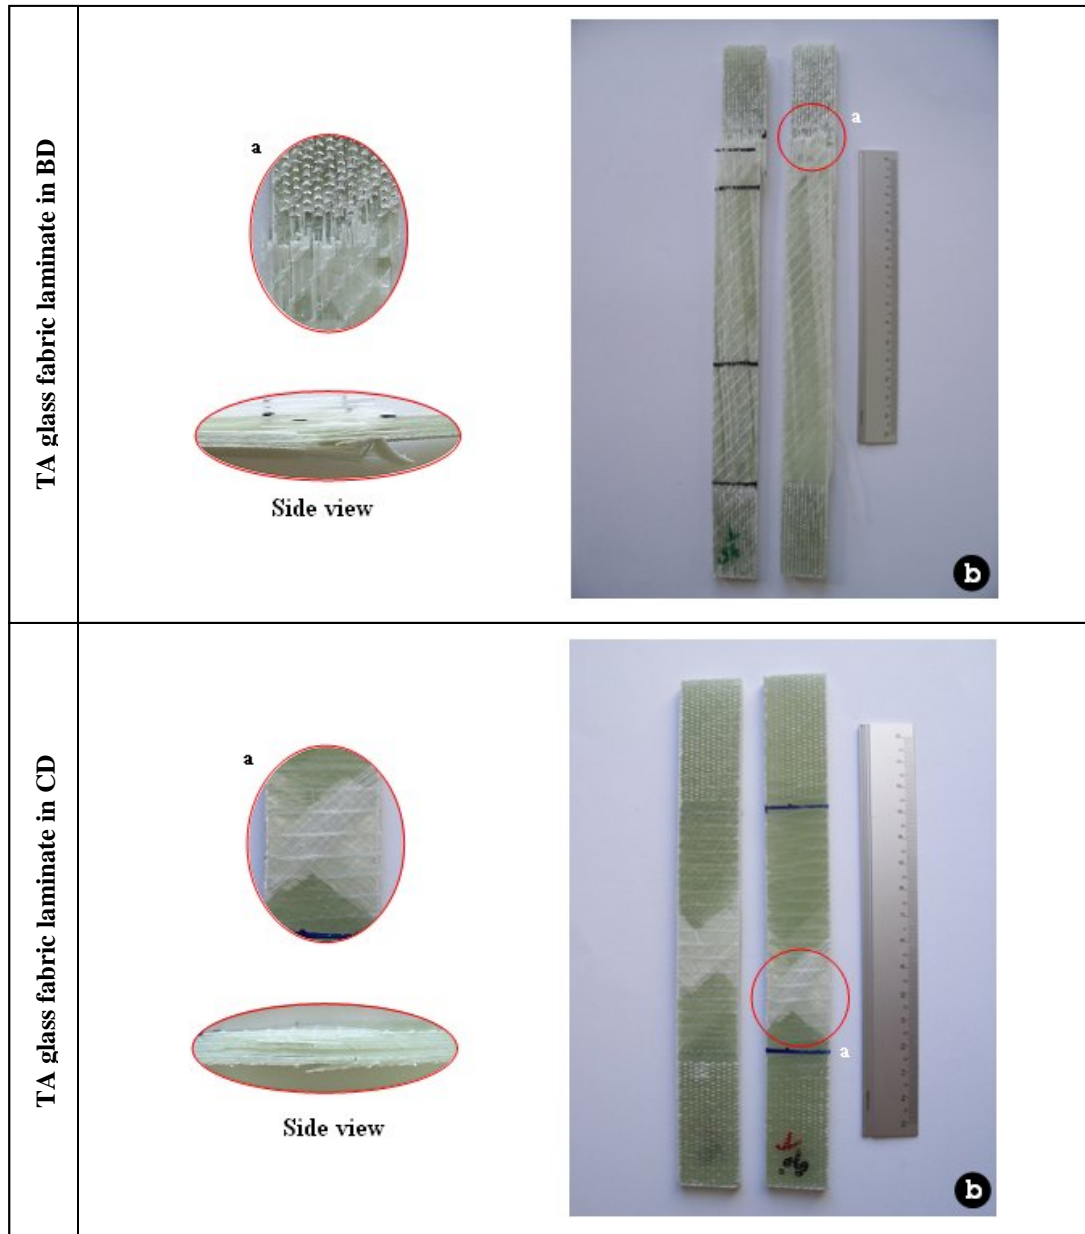 TA glass fabric laminate in BD
a
a
Side view
b
TA glass fabric laminate in CD
a
a
Side view
b